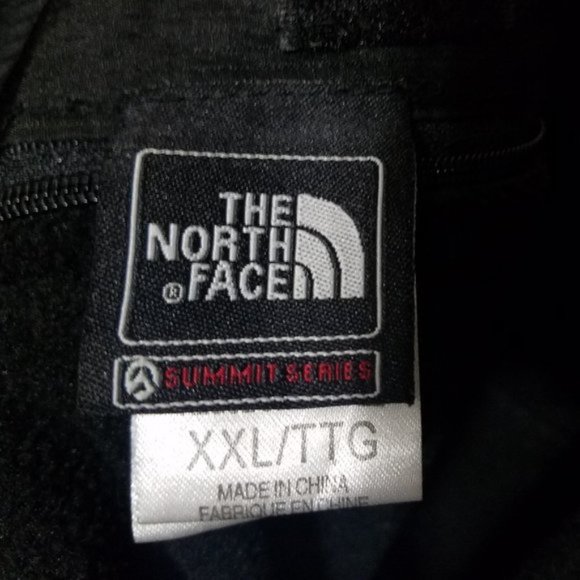 THE
NORTH
® FACE
SUMMIT SERIES
XXL/TTG
MADE IN CHINA
FABRIQUE EN CHINE